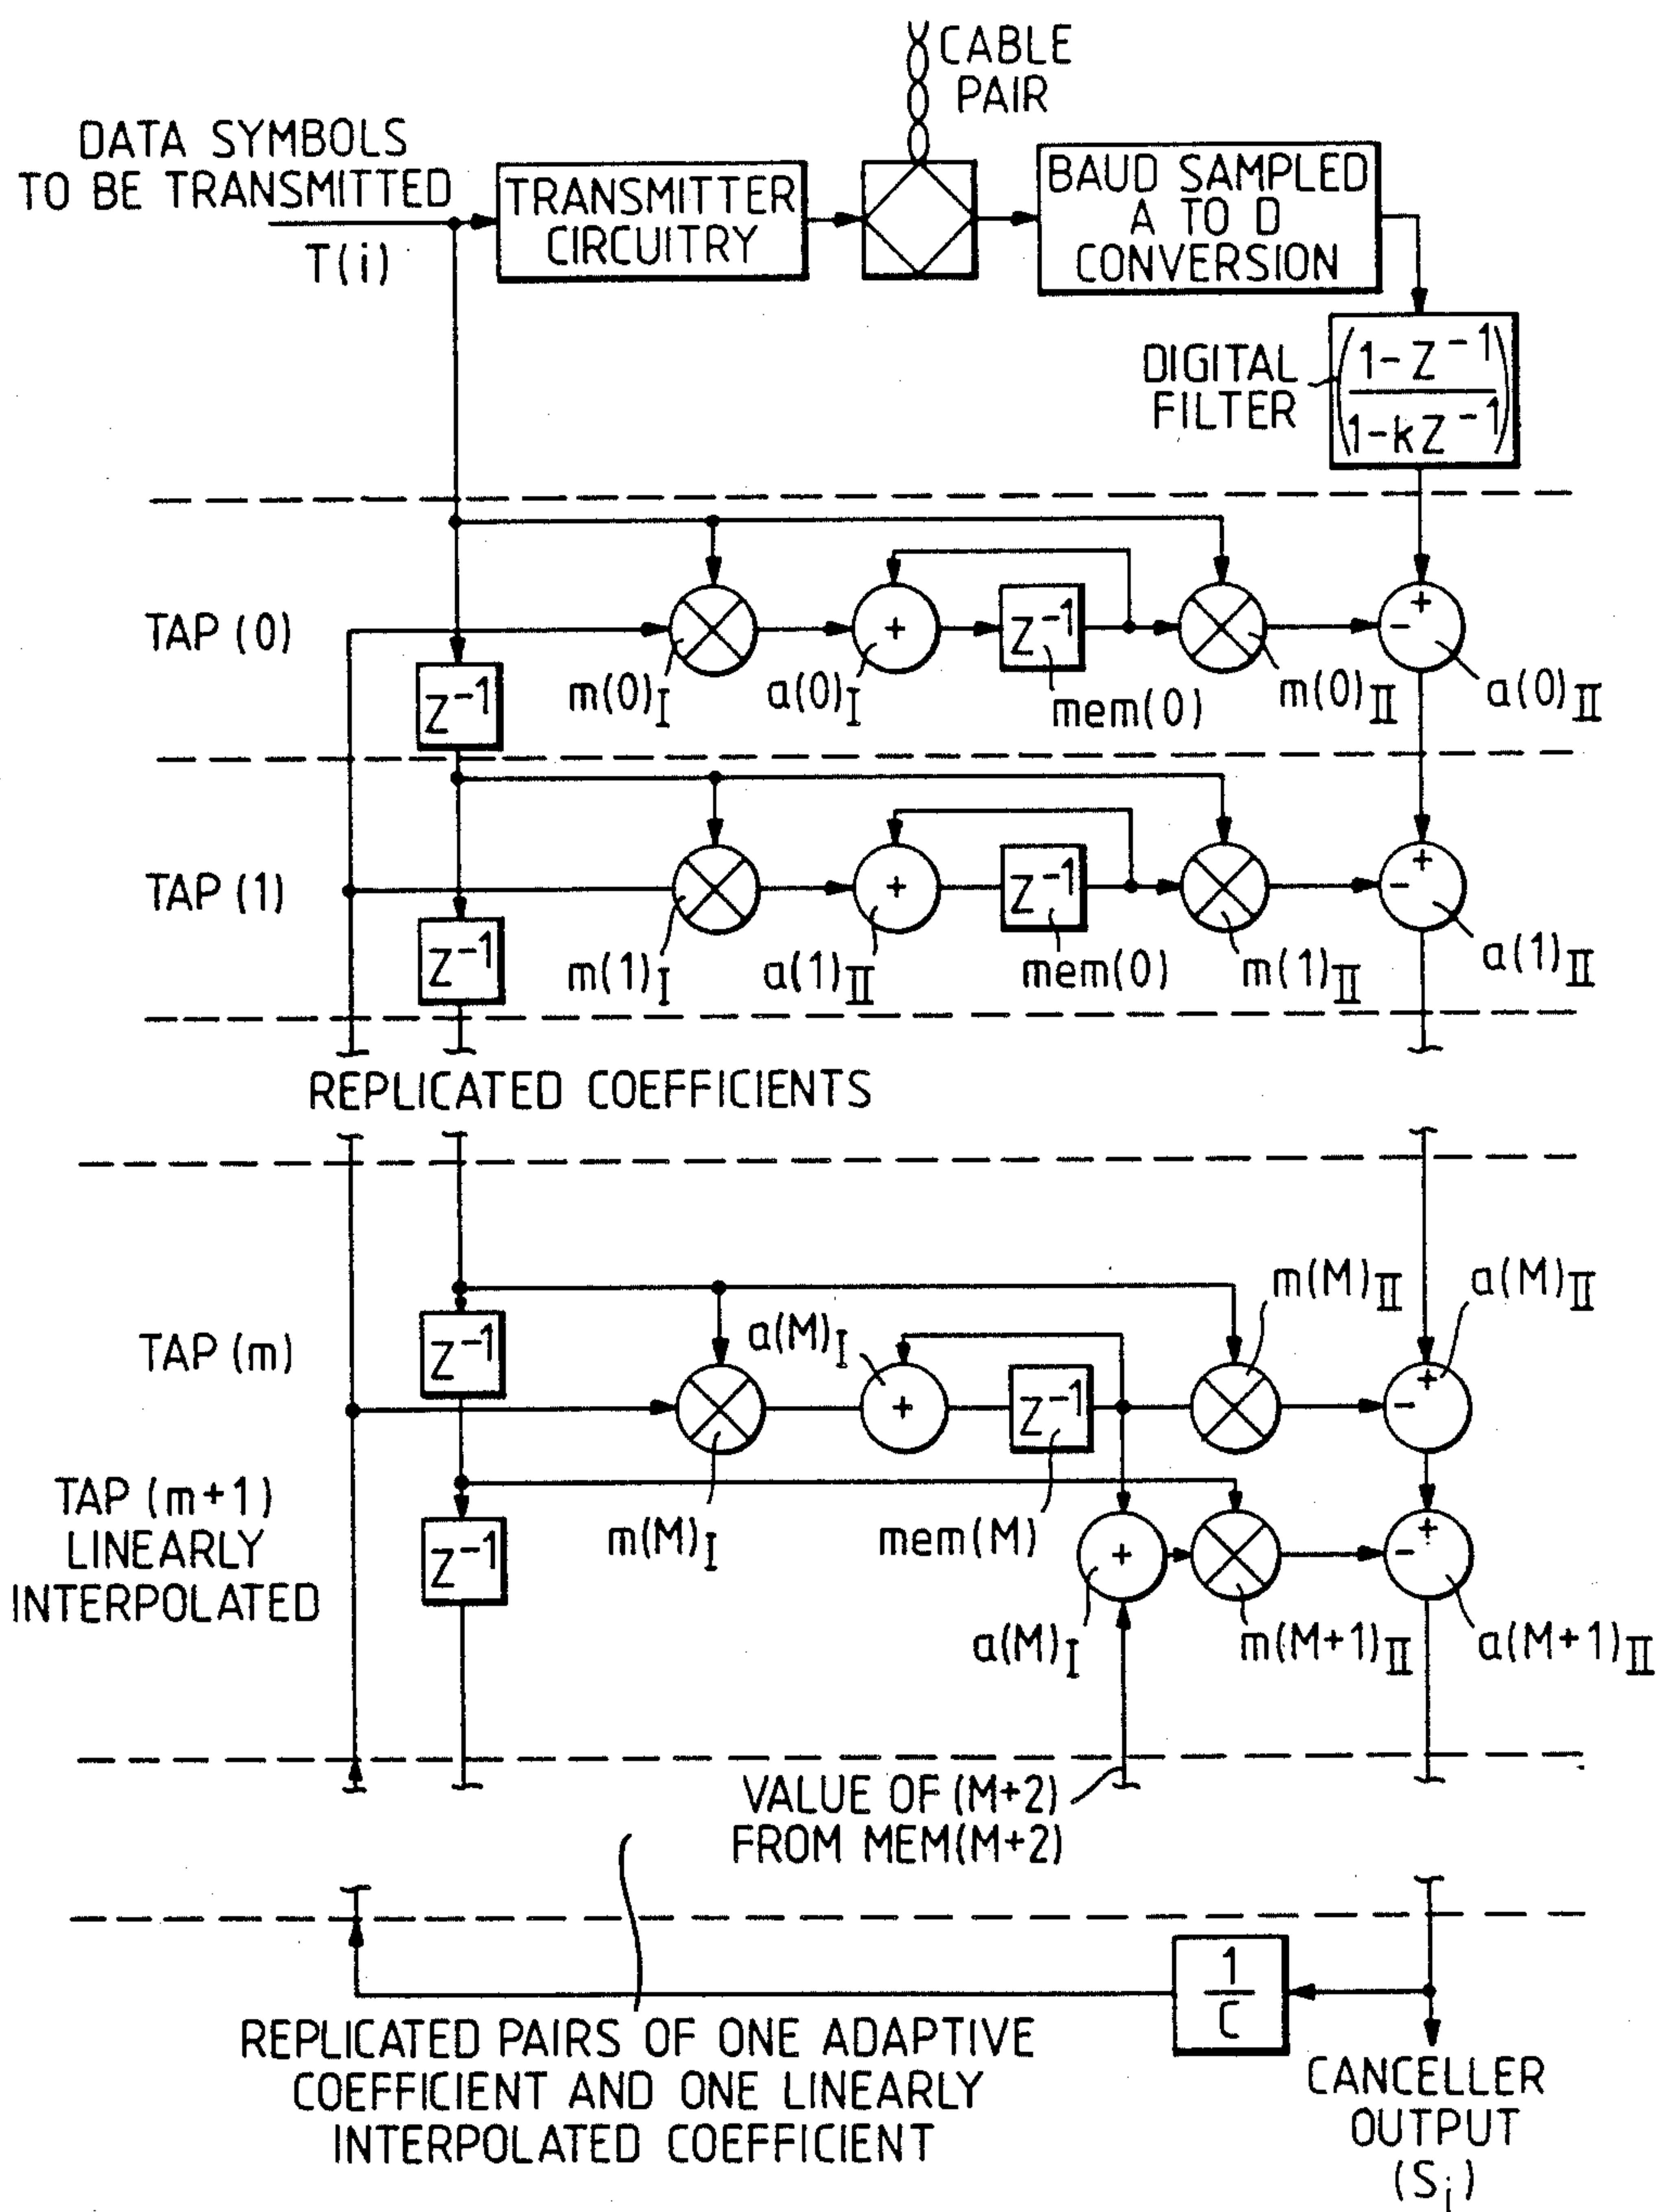 CABLE
PAIR
DATA SYMBOLS
TO BE TRANSMITTED
T(i)
TRANSMITTER
CIRCUITRY
BAUD SAMPLED
A TO D
CONVERSION
DIGITAL
FILTER
(1-Z⁻¹)
(1-kZ⁻¹)
TAP (0)
+
Z⁻¹
+
-
Z⁻¹
m(0)I
a(0)I
mem(0)
m(0)II
a(0)II
TAP (1)
+
Z⁻¹
+
-
Z⁻¹
m(1)I
a(1)II
mem(0)
m(1)II
a(1)II
REPLICATED COEFFICIENTS
m(M)II
a(M)II
TAP (m)
Z⁻¹
a(M)I
+
Z⁻¹
+
-
TAP (m+1)
LINEARLY
INTERPOLATED
Z⁻¹
m(M)I
mem(M)
+
+
-
a(M)I
m(M+1)II
a(M+1)II
VALUE OF (M+2)
FROM MEM(M+2)
1
C
REPLICATED PAIRS OF ONE ADAPTIVE
COEFFICIENT AND ONE LINEARLY
INTERPOLATED COEFFICIENT
CANCELLER
OUTPUT
(Si)